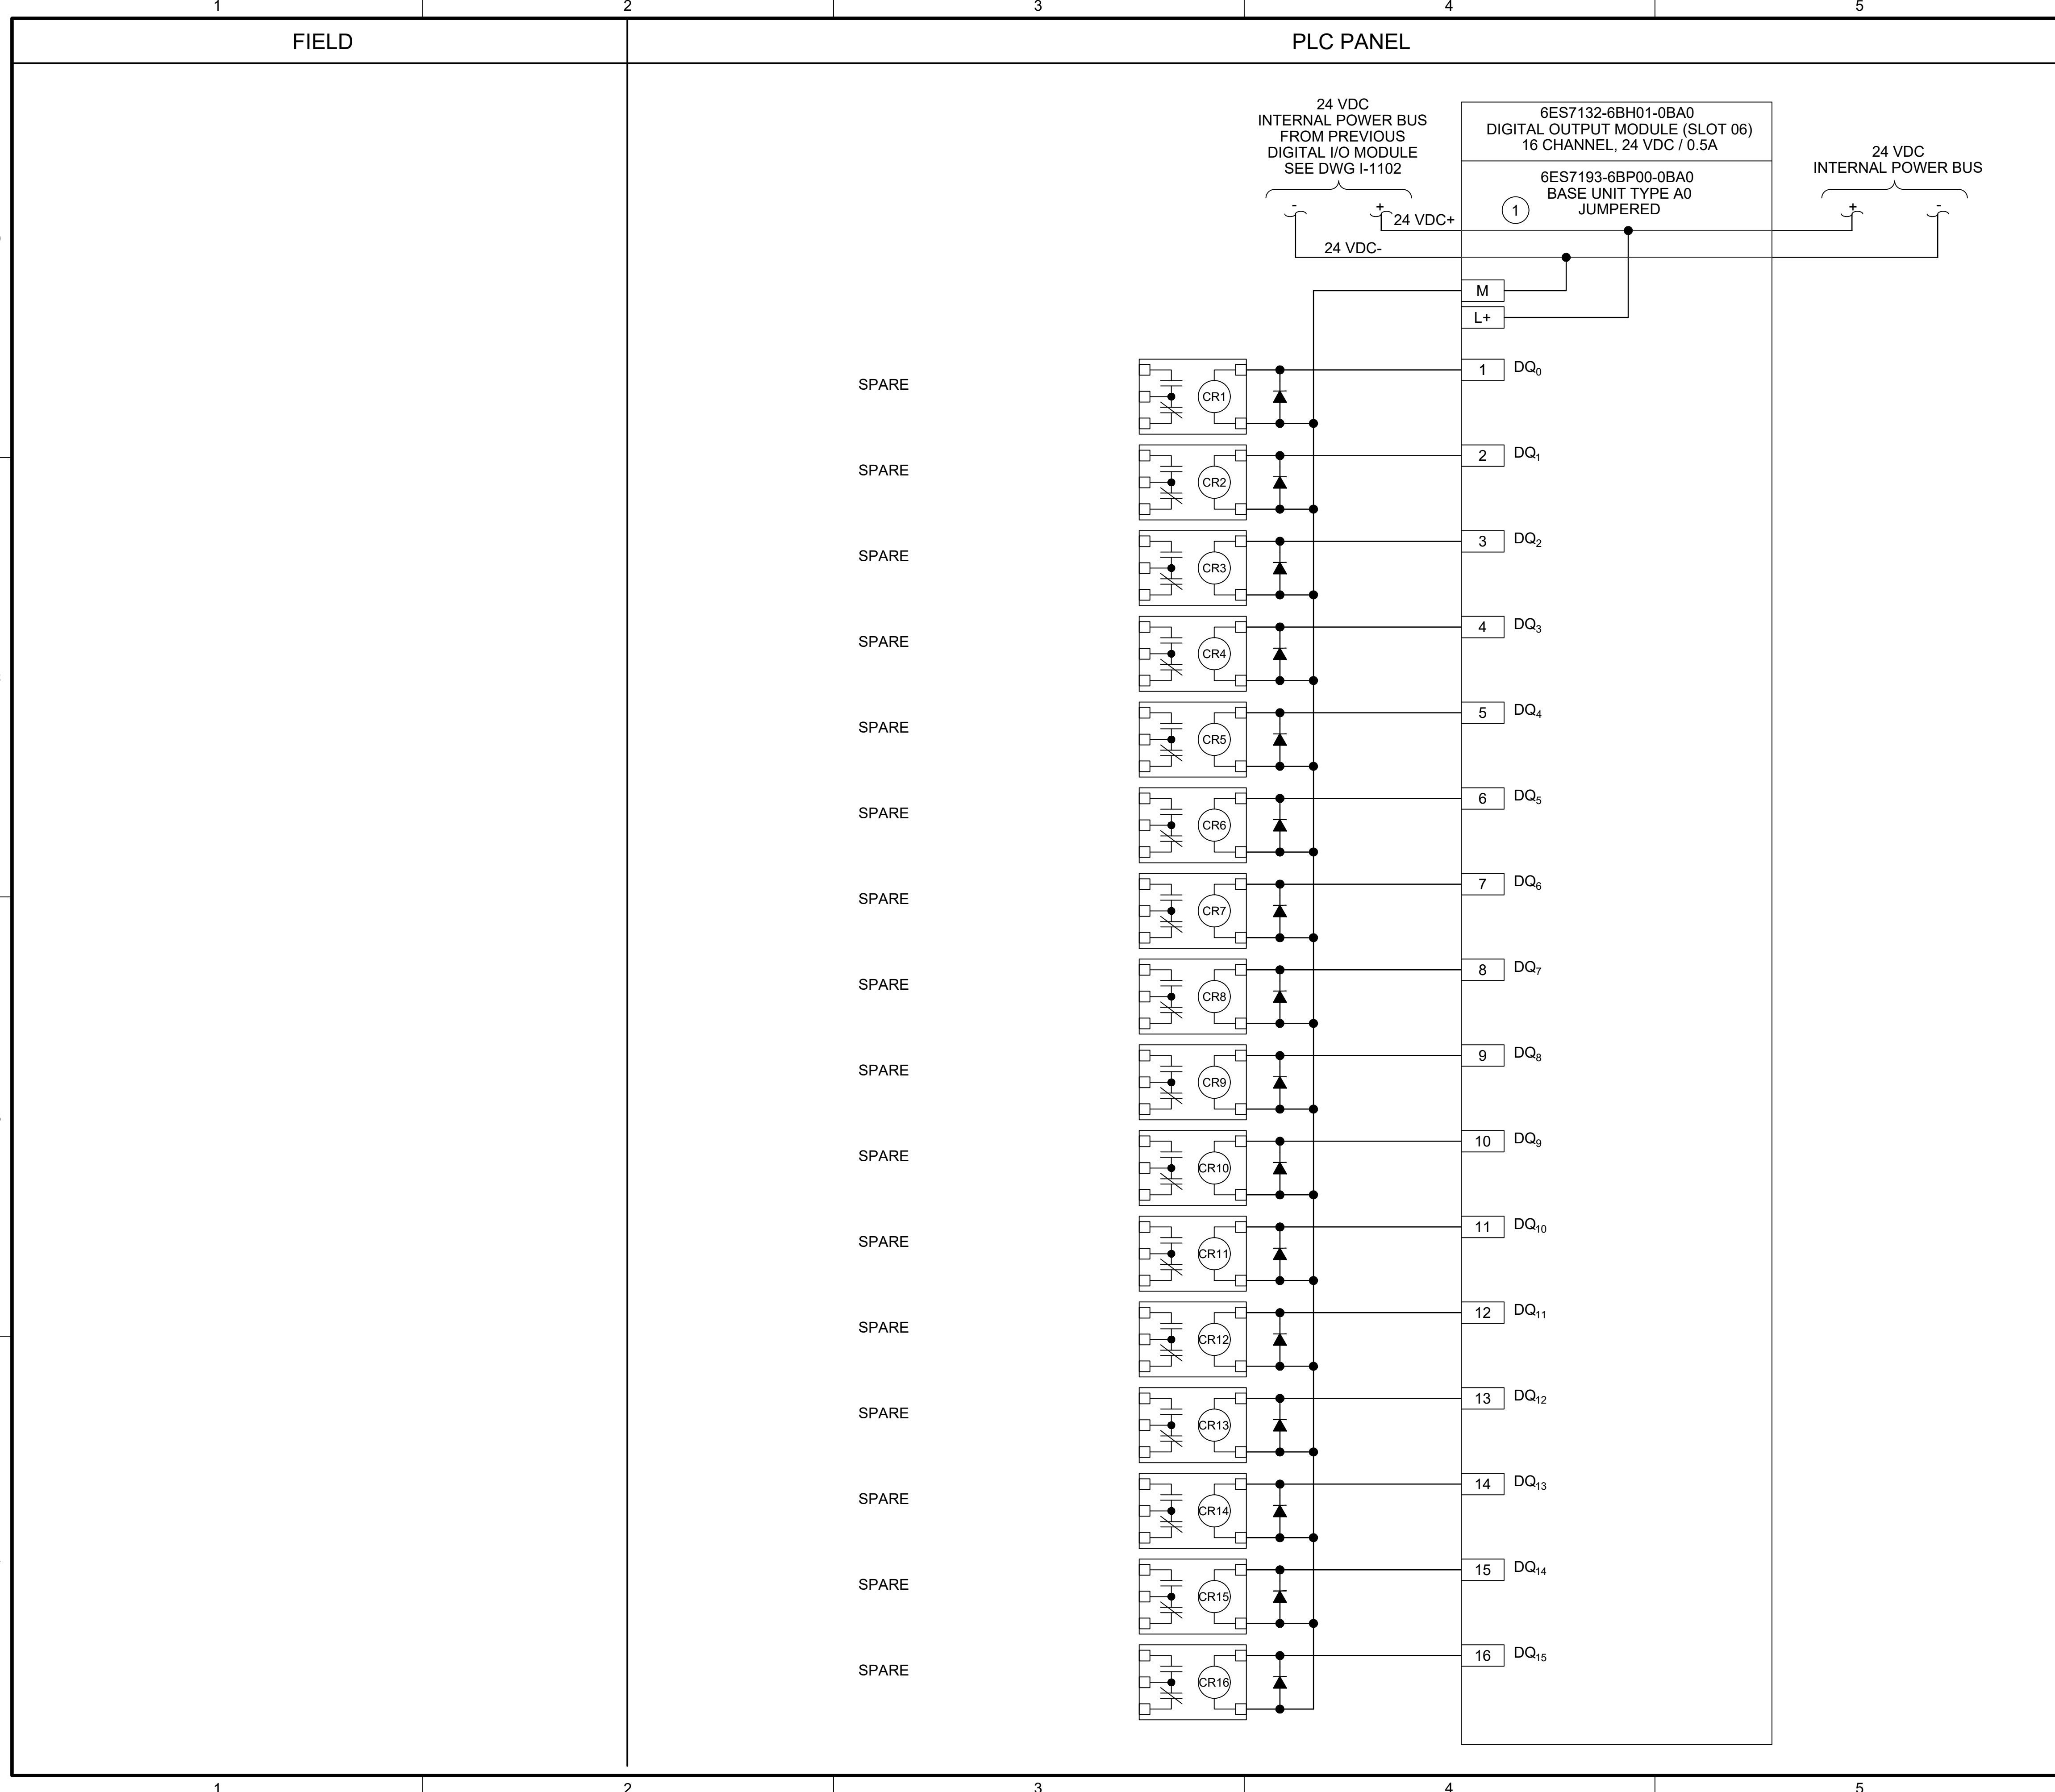 1 2 3 4 5
FIELD
PLC PANEL
24 VDC
INTERNAL POWER BUS
FROM PREVIOUS
DIGITAL I/O MODULE
SEE DWG I-1102
- +
24 VDC+
24 VDC-
6ES7132-6BH01-0BA0
DIGITAL OUTPUT MODULE (SLOT 06)
16 CHANNEL, 24 VDC / 0.5A
6ES7193-6BP00-0BA0
BASE UNIT TYPE A0
JUMPERED
1
24 VDC
INTERNAL POWER BUS
+ -
M
L+
SPARE CR1 1 DQ0
SPARE CR2 2 DQ1
SPARE CR3 3 DQ2
SPARE CR4 4 DQ3
SPARE CR5 5 DQ4
SPARE CR6 6 DQ5
SPARE CR7 7 DQ6
SPARE CR8 8 DQ7
SPARE CR9 9 DQ8
SPARE CR10 10 DQ9
SPARE CR11 11 DQ10
SPARE CR12 12 DQ11
SPARE CR13 13 DQ12
SPARE CR14 14 DQ13
SPARE CR15 15 DQ14
SPARE CR16 16 DQ15
1 2 3 4 5